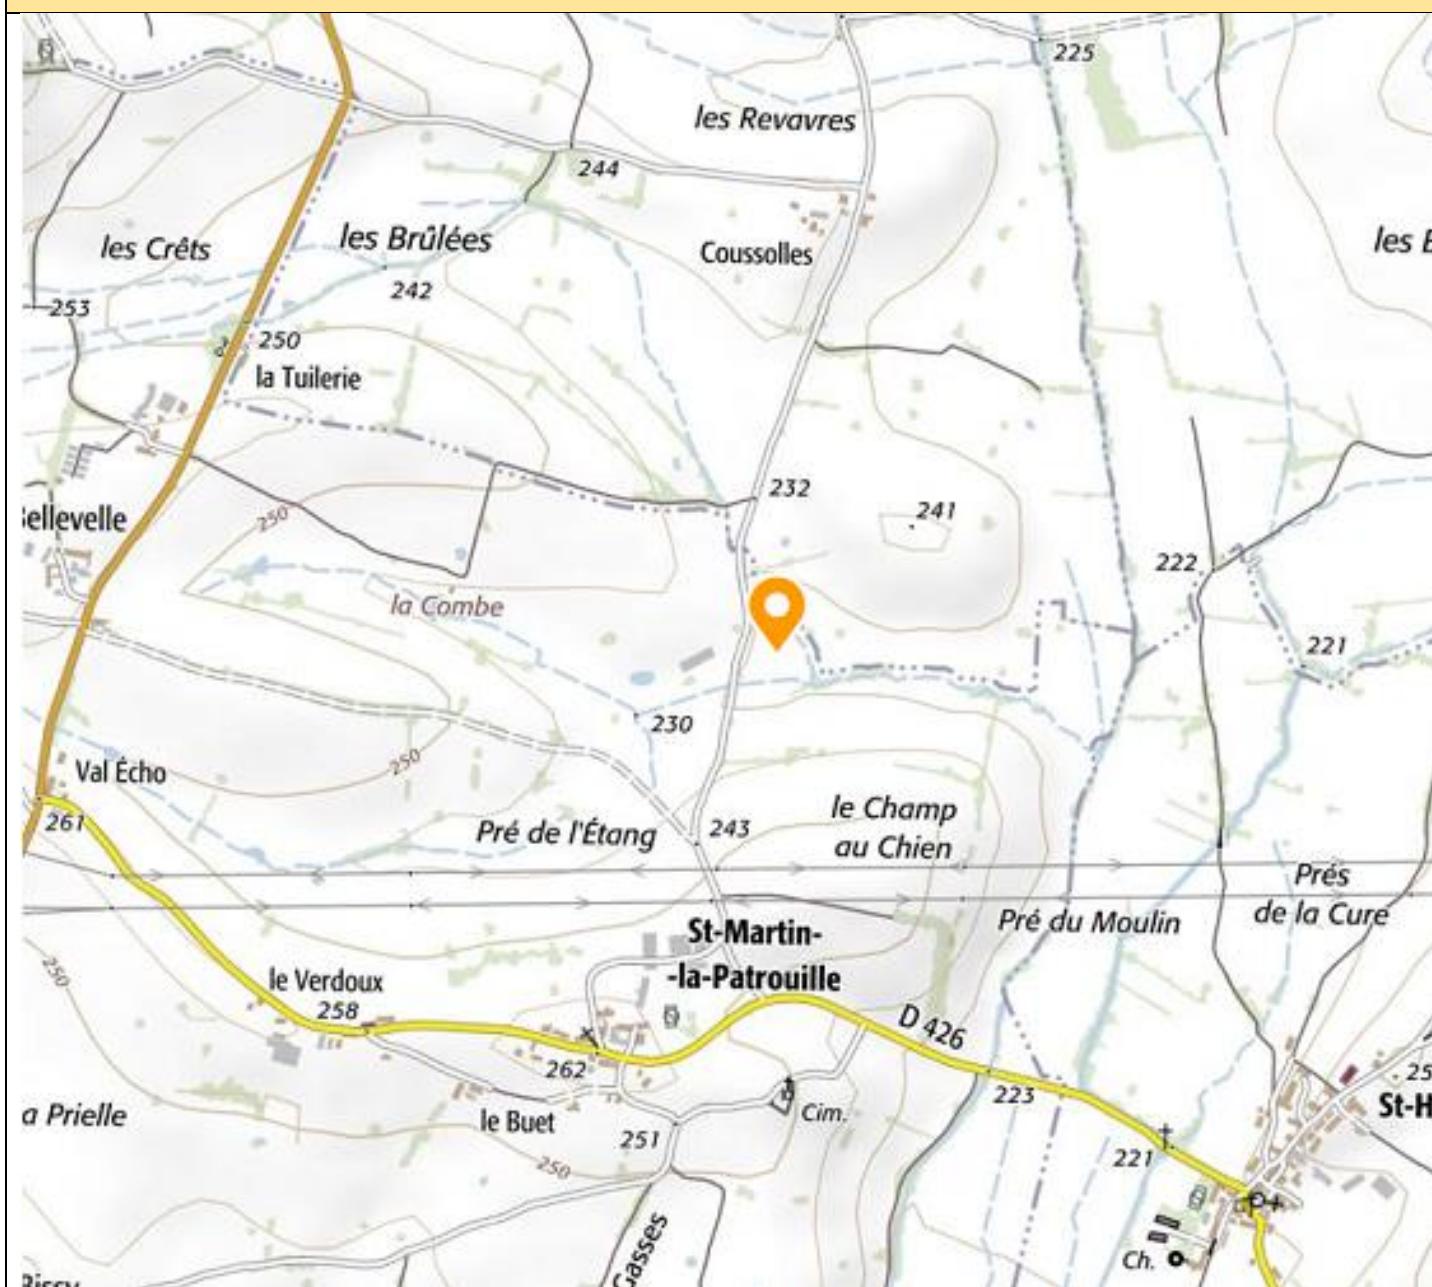 225
les Revavres
244
les Crêts
les Brûlées
Coussolles
les
242
253
250
la Tuilerie
232
241
250
ellevelle
222
la Combe
221
230
Val Écho
250
261
Pré de l'Étang
243
le Champ
au Chien
Prés
de la Cure
Pré du Moulin
St-Martin-
-la-Patrouille
250
le Verdoux
258
D 426
262
223
25
a Prielle
le Buet
Cim.
St-H
251
221
250
Gasses
Ch.